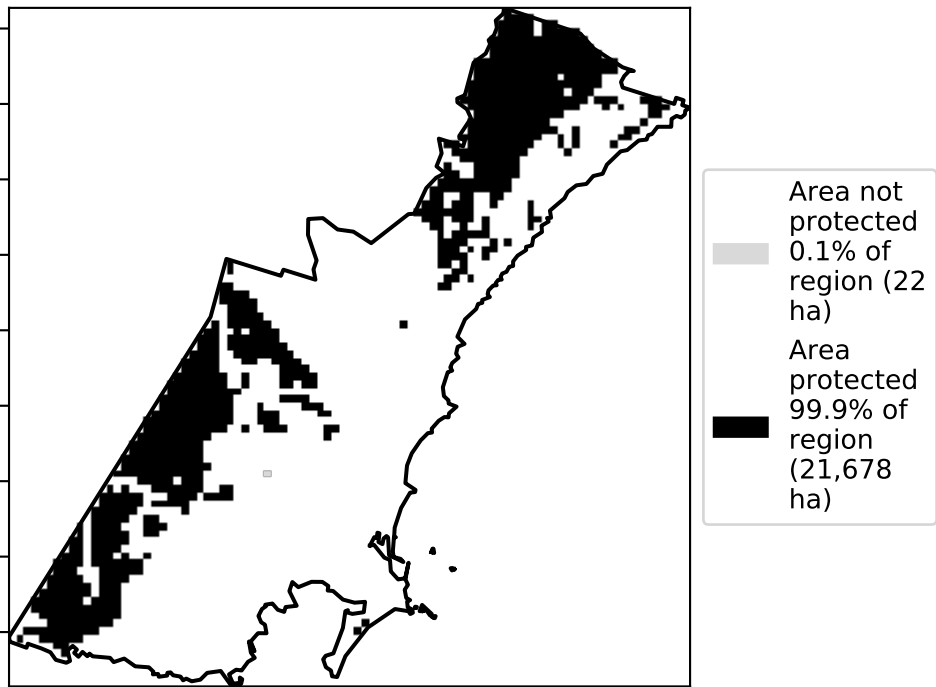 Area not
protected
0.1% of
region (22
ha)
Area
protected
99.9% of
region
(21,678
ha)